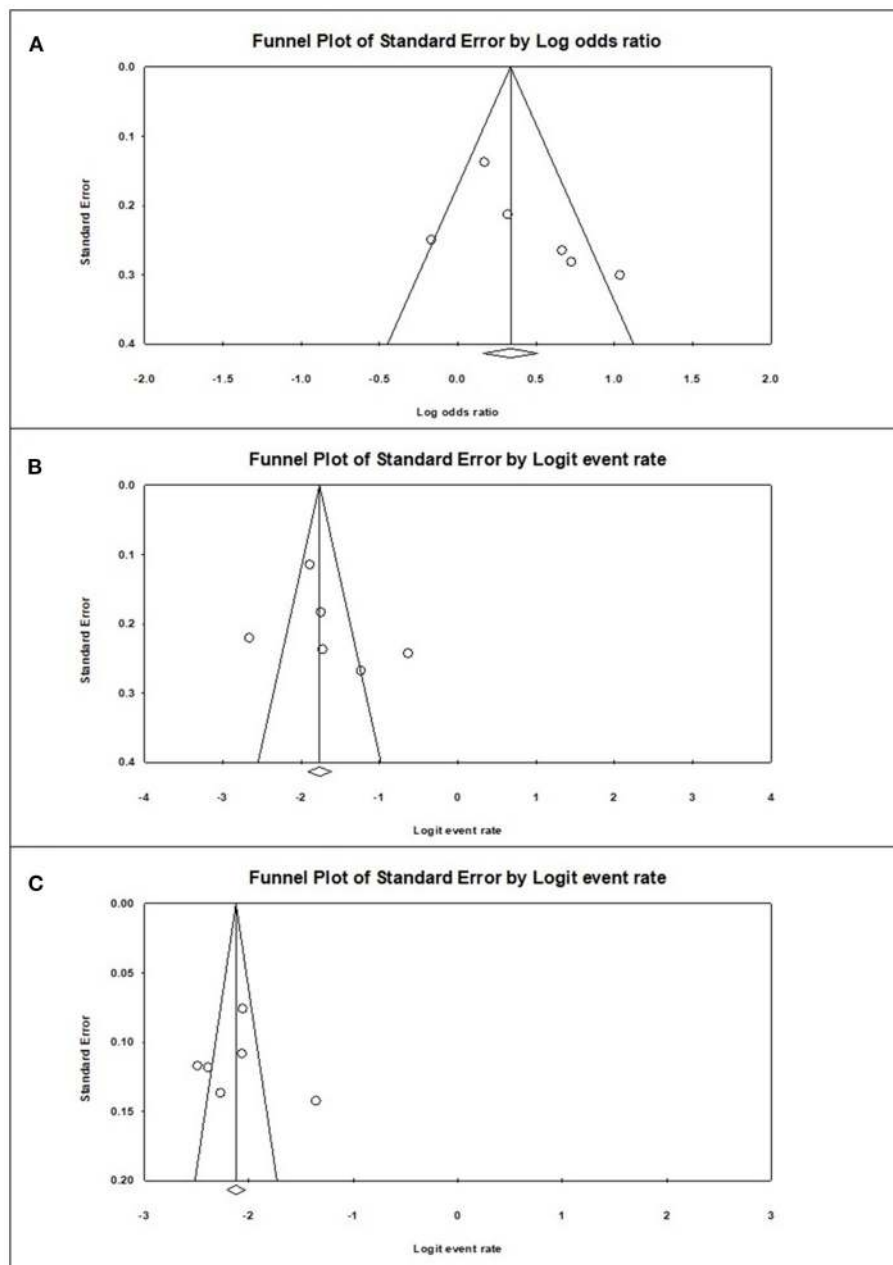 A
Funnel Plot of Standard Error by Log odds ratio
0.0
0.1
0.2
0.3
0.4
Standard Error
-2.0 -1.5 -1.0 -0.5 0.0 0.5 1.0 1.5 2.0
Log odds ratio
B
Funnel Plot of Standard Error by Logit event rate
0.0
0.1
0.2
0.3
0.4
Standard Error
-4 -3 -2 -1 0 1 2 3 4
Logit event rate
C
Funnel Plot of Standard Error by Logit event rate
0.00
0.05
0.10
0.15
0.20
Standard Error
-3 -2 -1 0 1 2 3
Logit event rate